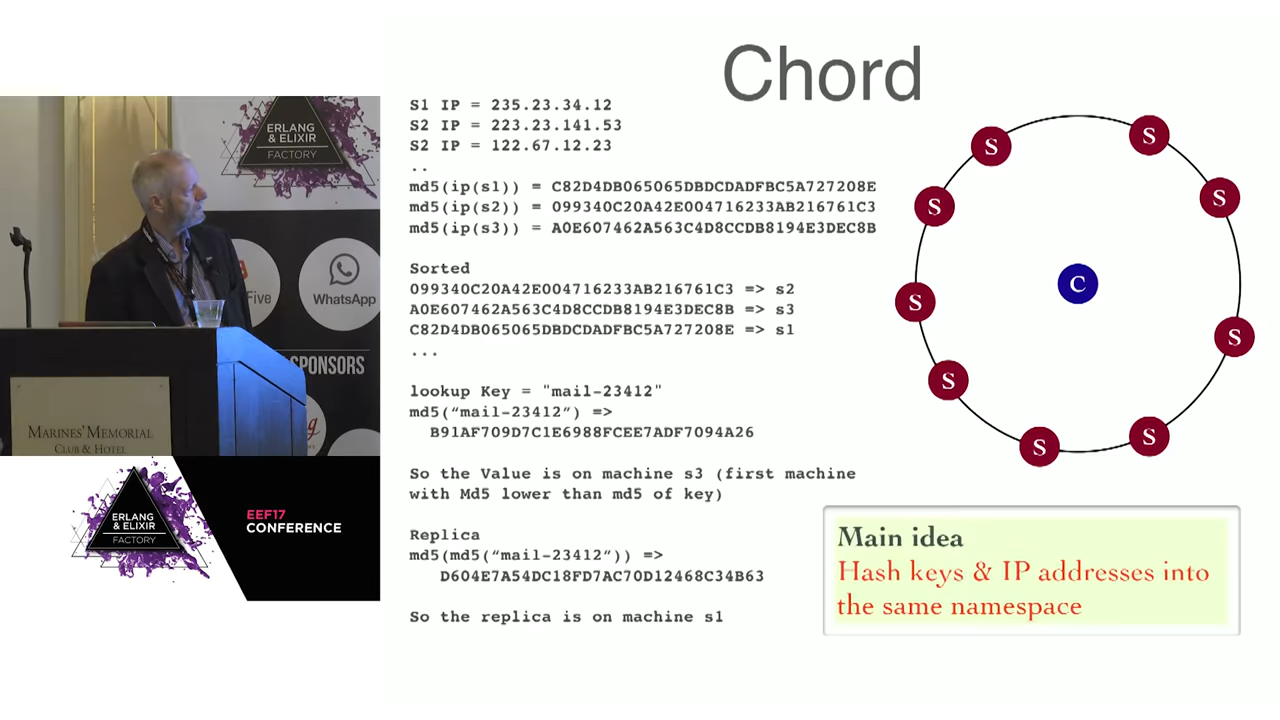 Chord
S1 IP = 235.23.34.12
S2 IP = 223.23.141.53
S2 IP = 122.67.12.23
..
md5(ip(s1)) = C82D4DB065065DBDCDADFBC5A727208E
md5(ip(s2)) = 099340C20A42E004716233AB216761C3
md5(ip(s3)) = A0E607462A563C4D8CCDB8194E3DEC8B
Sorted
099340C20A42E004716233AB216761C3 => s2
A0E607462A563C4D8CCDB8194E3DEC8B => s3
C82D4DB065065DBDCDADFBC5A727208E => s1
...
lookup Key = "mail-23412"
md5(“mail-23412”) =>
B91AF709D7C1E6988FCEE7ADF7094A26
So the Value is on machine s3 (first machine
with Md5 lower than md5 of key)
Replica
md5(md5(“mail-23412”)) =>
D604E7A54DC18FD7AC70D12468C34B63
So the replica is on machine s1
S
S
S
S
S
S
S
S
S
C
Main idea
Hash keys & IP addresses into
the same namespace
ERLANG
& ELIXIR
FACTORY
WhatsApp
SPONSORS
MARINES' MEMORIAL
CLUB & HOTEL
ERLANG
& ELIXIR
FACTORY
EEF17
CONFERENCE